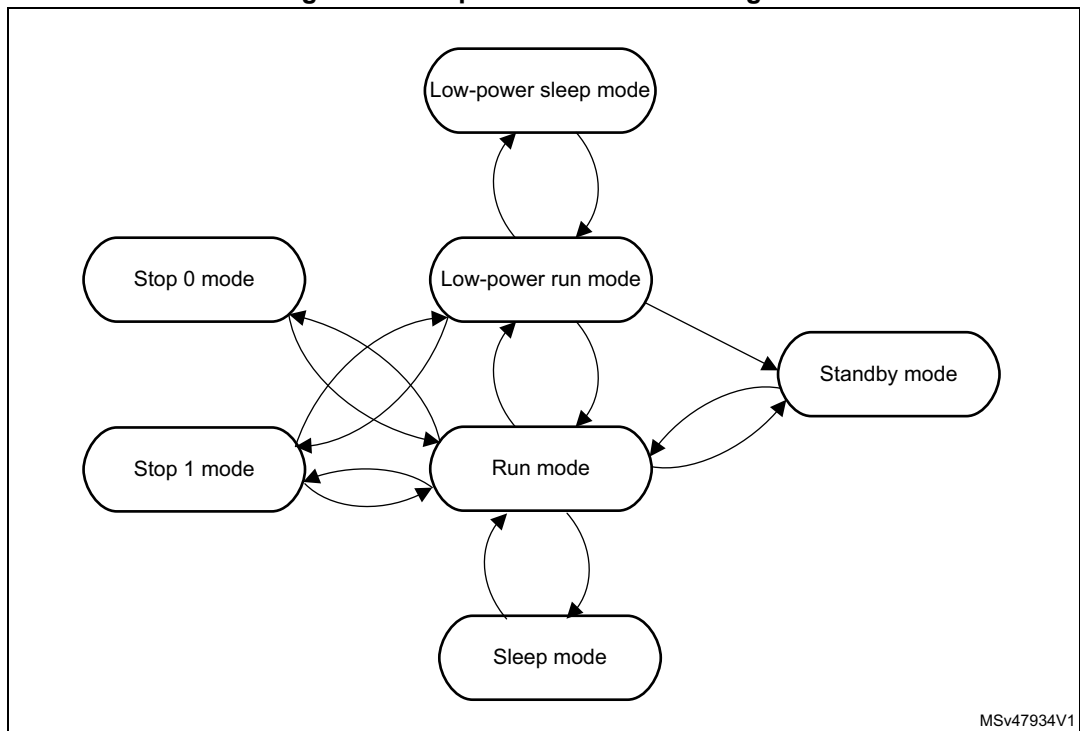 Low-power sleep mode
Stop 0 mode
Low-power run mode
Standby mode
Stop 1 mode
Run mode
Sleep mode
MSv47934V1